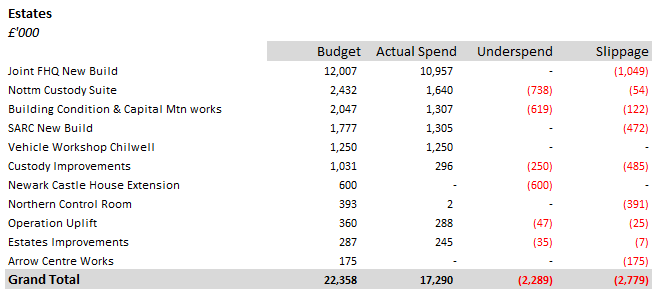 Estates
£'000
Budget Actual Spend Underspend Slippage
Joint FHQ New Build 12,007 10,957 - (1,049)
Nottm Custody Suite 2,432 1,640 (738) (54)
Building Condition & Capital Mtn works 2,047 1,307 (619) (122)
SARC New Build 1,777 1,305 - (472)
Vehicle Workshop Chilwell 1,250 1,250 - -
Custody Improvements 1,031 296 (250) (485)
Newark Castle House Extension 600 - (600) -
Northern Control Room 393 2 - (391)
Operation Uplift 360 288 (47) (25)
Estates Improvements 287 245 (35) (7)
Arrow Centre Works 175 - - (175)
Grand Total 22,358 17,290 (2,289) (2,779)